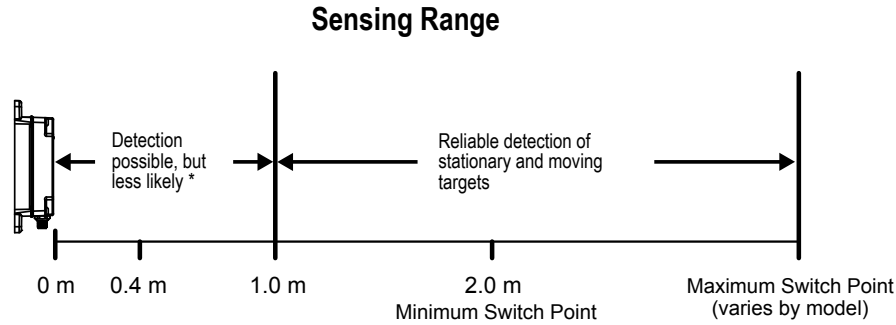 Sensing Range
Detection
possible, but
less likely *
Reliable detection of
stationary and moving
targets
0 m
0.4 m
1.0 m
2.0 m
Minimum Switch Point
Maximum Switch Point
(varies by model)